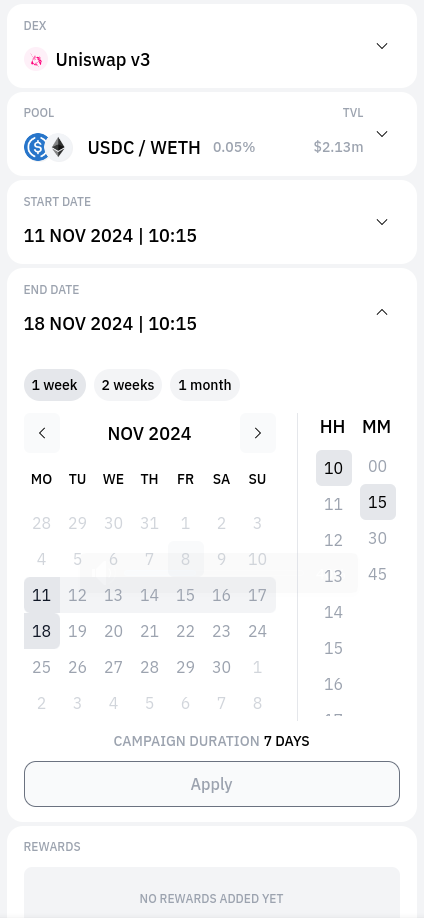 DEX
Uniswap v3
POOL TVL
USDC / WETH 0.05% $2.13m
START DATE
11 NOV 2024 | 10:15
END DATE
18 NOV 2024 | 10:15
1 week 2 weeks 1 month
NOV 2024 HH MM
MO TU WE TH FR SA SU
28 29 30 31 1 2 3
4 5 6 7 8 9 10
11 12 13 14 15 16 17
18 19 20 21 22 23 24
25 26 27 28 29 30 1
2 3 4 5 6 7 8
10 00
11 15
12 30
13 45
14
15
16
CAMPAIGN DURATION 7 DAYS
Apply
REWARDS
NO REWARDS ADDED YET